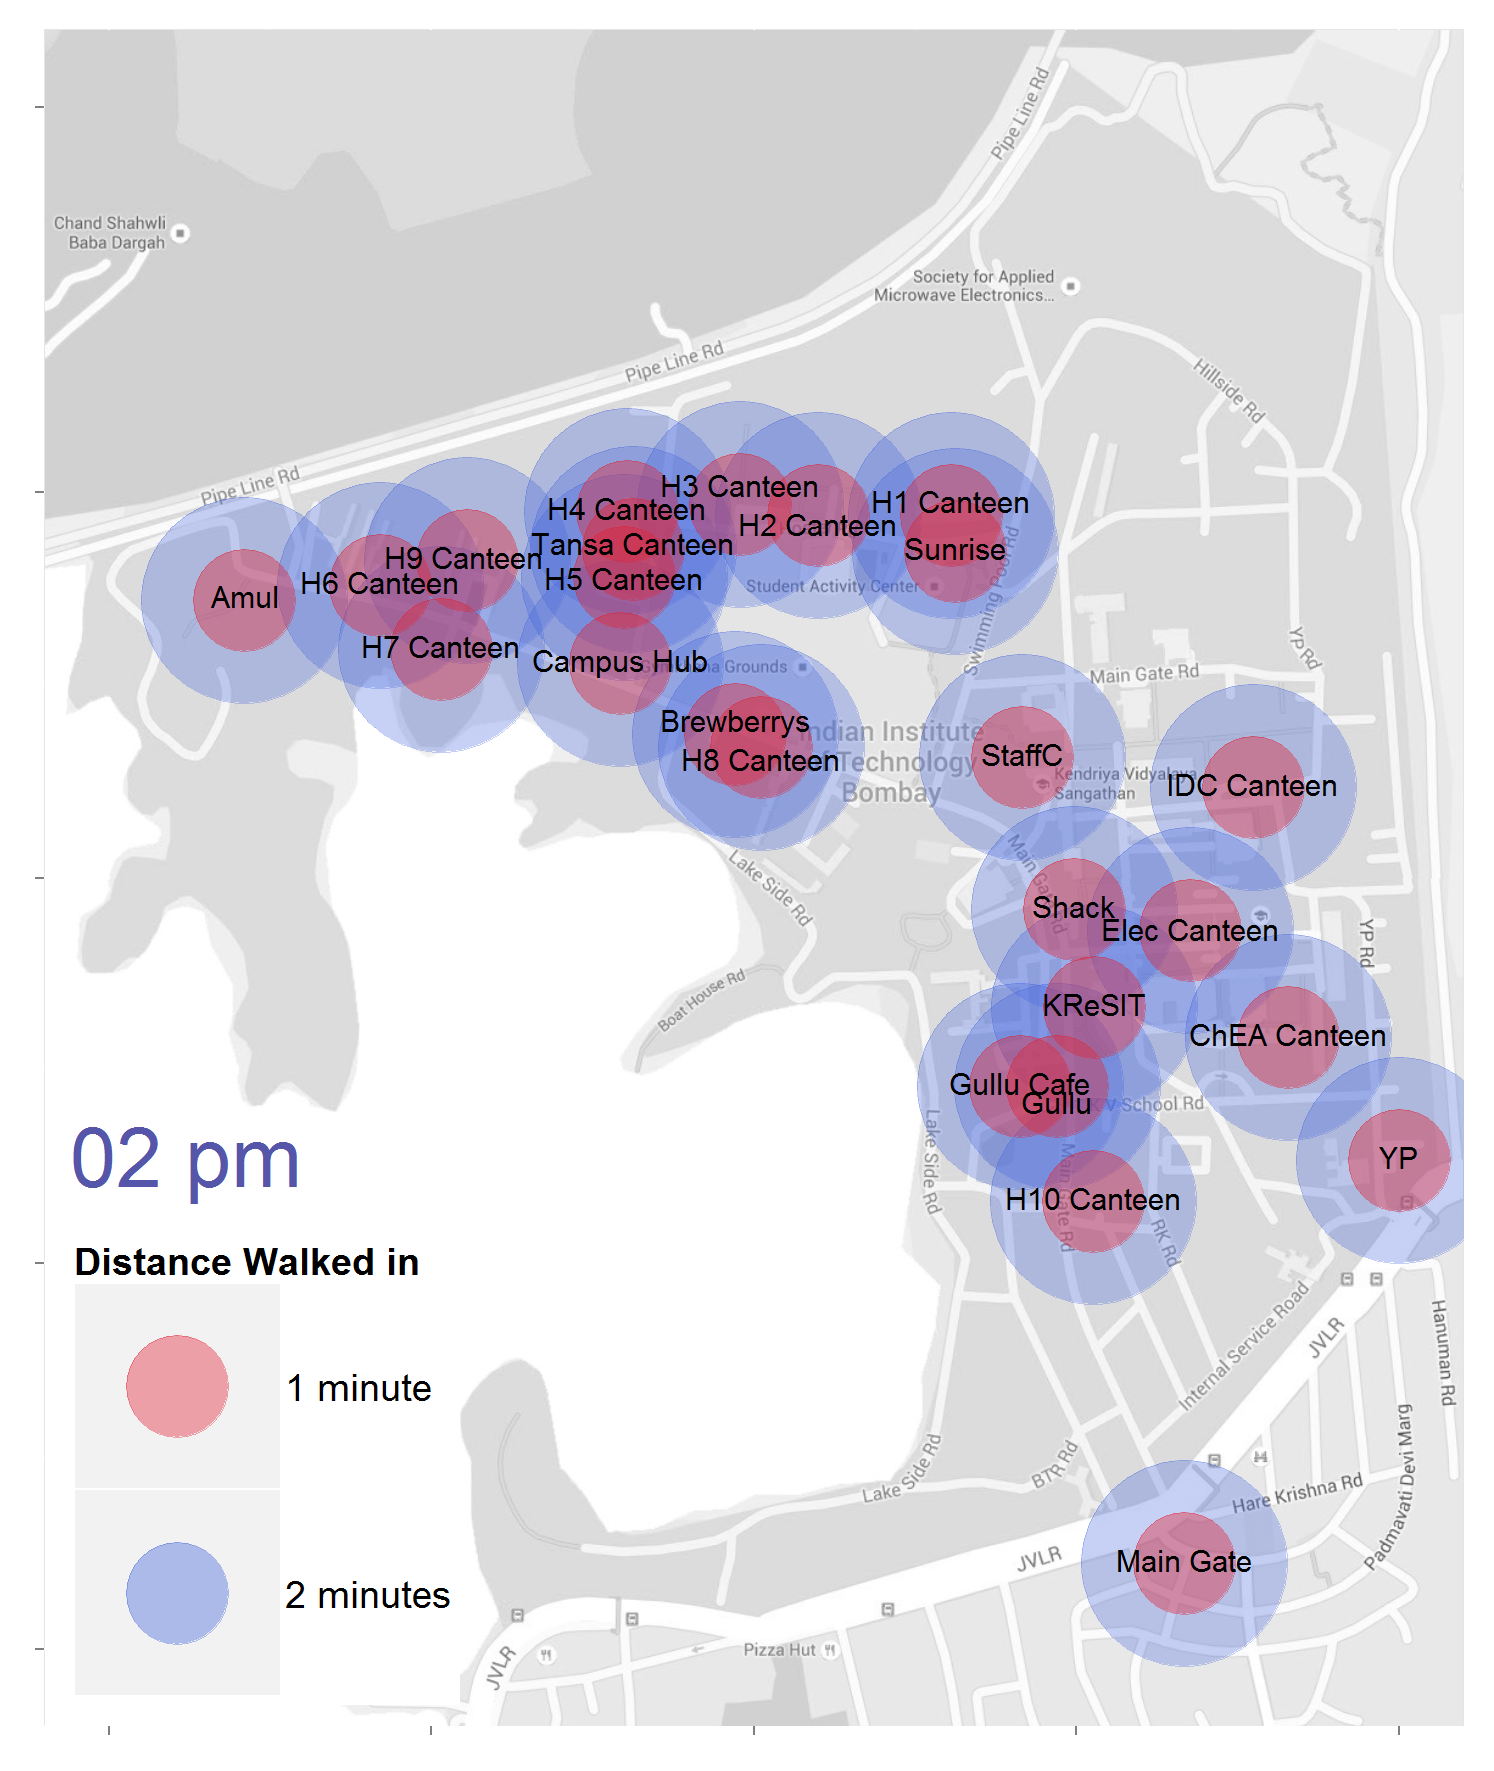 Pipe Line Rd
Chand Shahwli
Baba Dargah
Society for Applied
Microwave Electronics...
Pipe Line Rd
Hillside Rd
Pipe Line Rd
H3 Canteen
H4 Canteen
H1 Canteen
H2 Canteen
Tansa Canteen
Sunrise
H9 Canteen
H6 Canteen
H5 Canteen
Student Activity Center
Amul
Swimming Pool Rd
YP Rd
H7 Canteen
Campus Hub
Grounds
Main Gate Rd
Brewberrys
Indian Institute
of Technology
Bombay
H8 Canteen
StaffC
Kendriya Vidyalaya
Sangathan
IDC Canteen
Main Gate Rd
Lake Side Rd
Shack
Elec Canteen
YP Rd
Boat House Rd
KReSIT
ChEA Canteen
Gullu Cafe
Gullu
KV School Rd
Lake Side Rd
YP
02 pm
H10 Canteen
Main Gate Rd
RK Rd
Distance Walked in
Internal Service Road
JVLR
Hanuman Rd
1 minute
Lake Side Rd
BTR Rd
Hare Krishna Rd
Padmavati Devi Marg
JVLR
Main Gate
2 minutes
Pizza Hut
JVLR